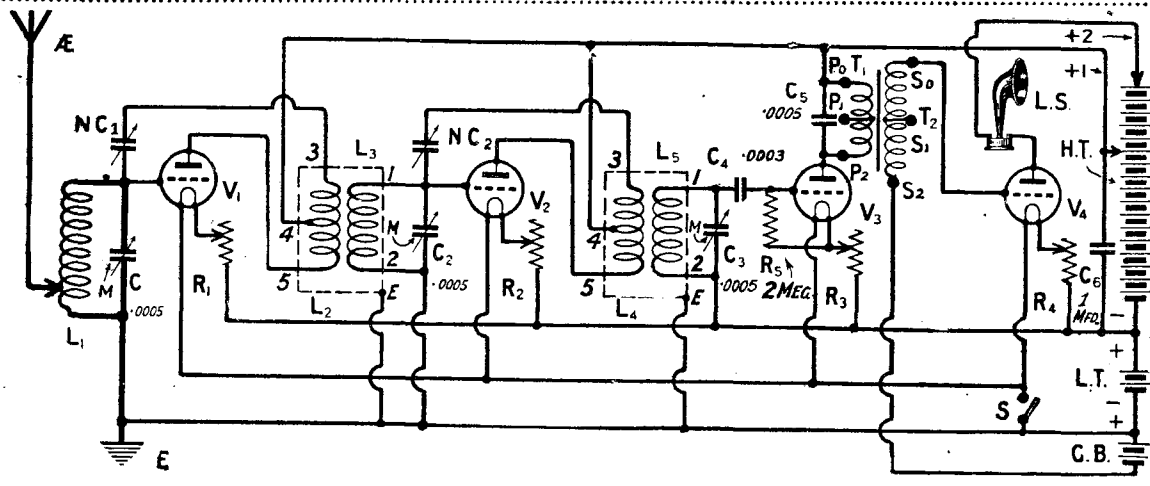 Æ
NC1
V1
L1
M
C
.0005
R1
E
3
4
5
L2
L3
1
2
E
NC2
M
C2
.0005
V2
R2
3
4
5
L4
L5
1
2
E
M
C3
.0005
C4
.0003
R5
2 MEG.
V3
R3
C5
.0005
P0
T1
P1
P2
S0
T2
S1
S2
L.S.
V4
R4
S
+2
+1
H.T.
C6
1
MFD.
−
+
L.T.
−
+
G.B.